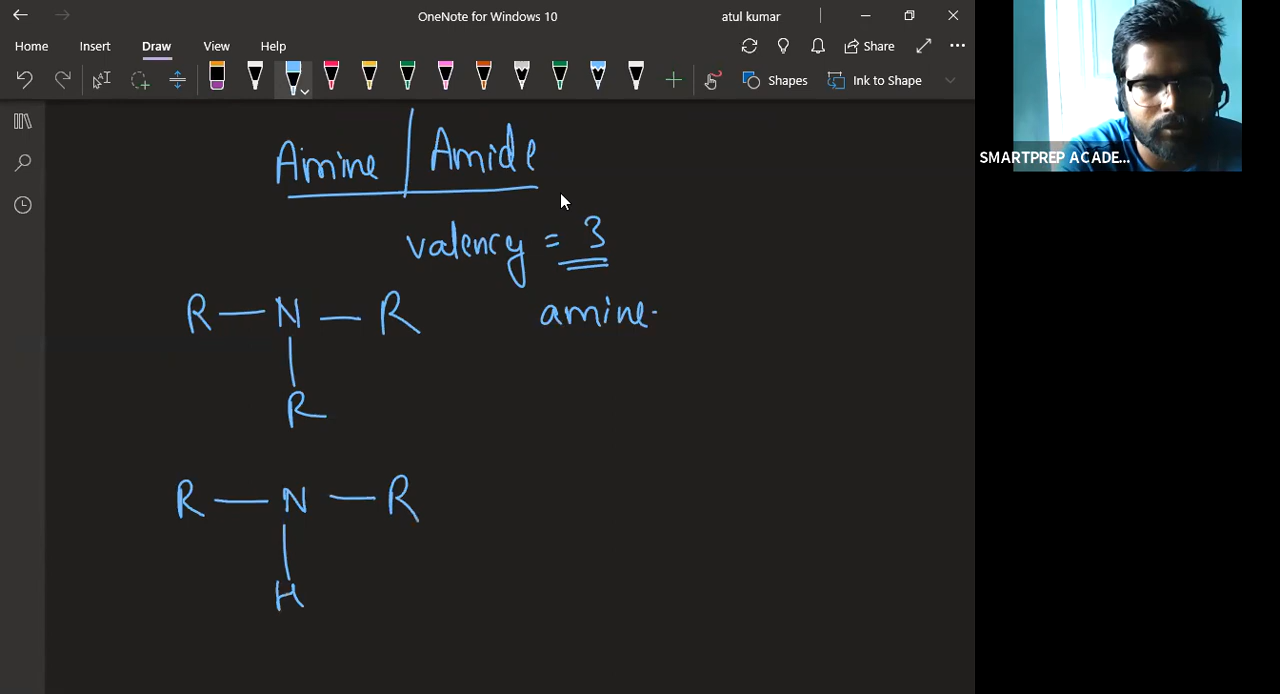 OneNote for Windows 10
atul kumar
Home Insert Draw View Help
Share
Shapes
Ink to Shape
SMARTPREP ACADE...
Amine | Amide
valency = 3
R — N — R
amine.
R
R — N — R
H